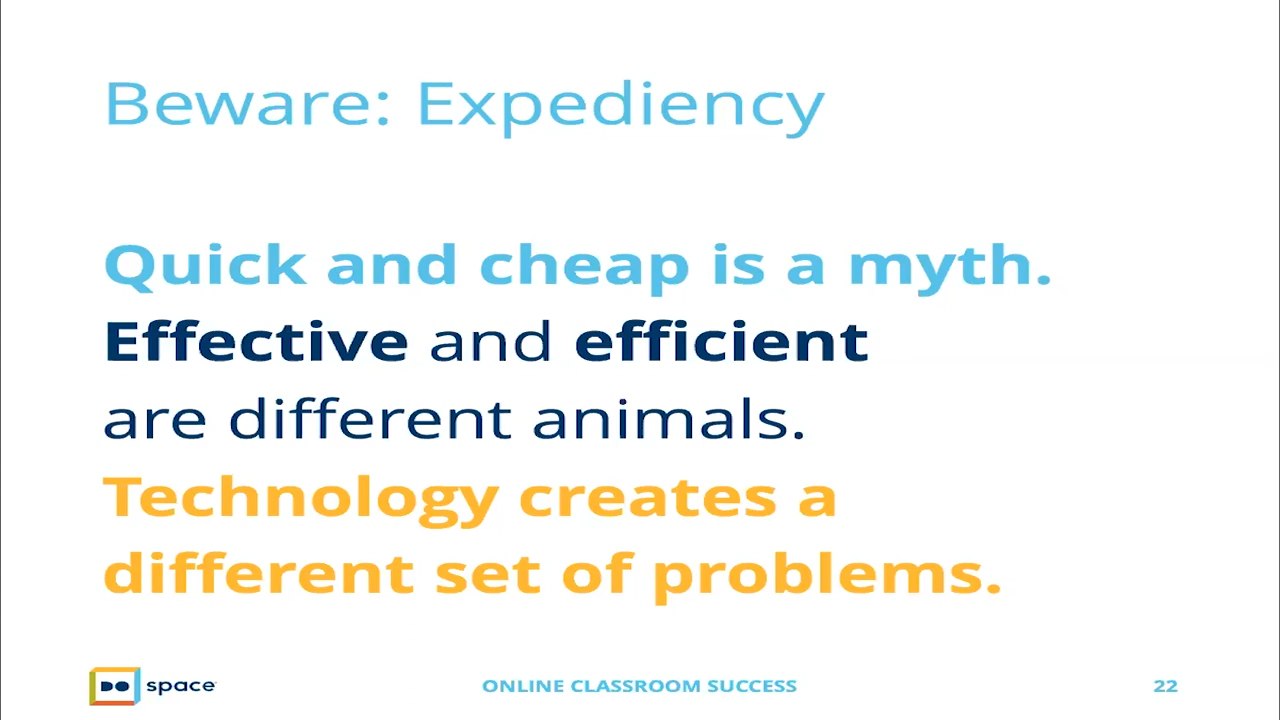 Beware: Expediency
Quick and cheap is a myth.
Effective and efficient
are different animals.
Technology creates a
different set of problems.
DO space
ONLINE CLASSROOM SUCCESS
22